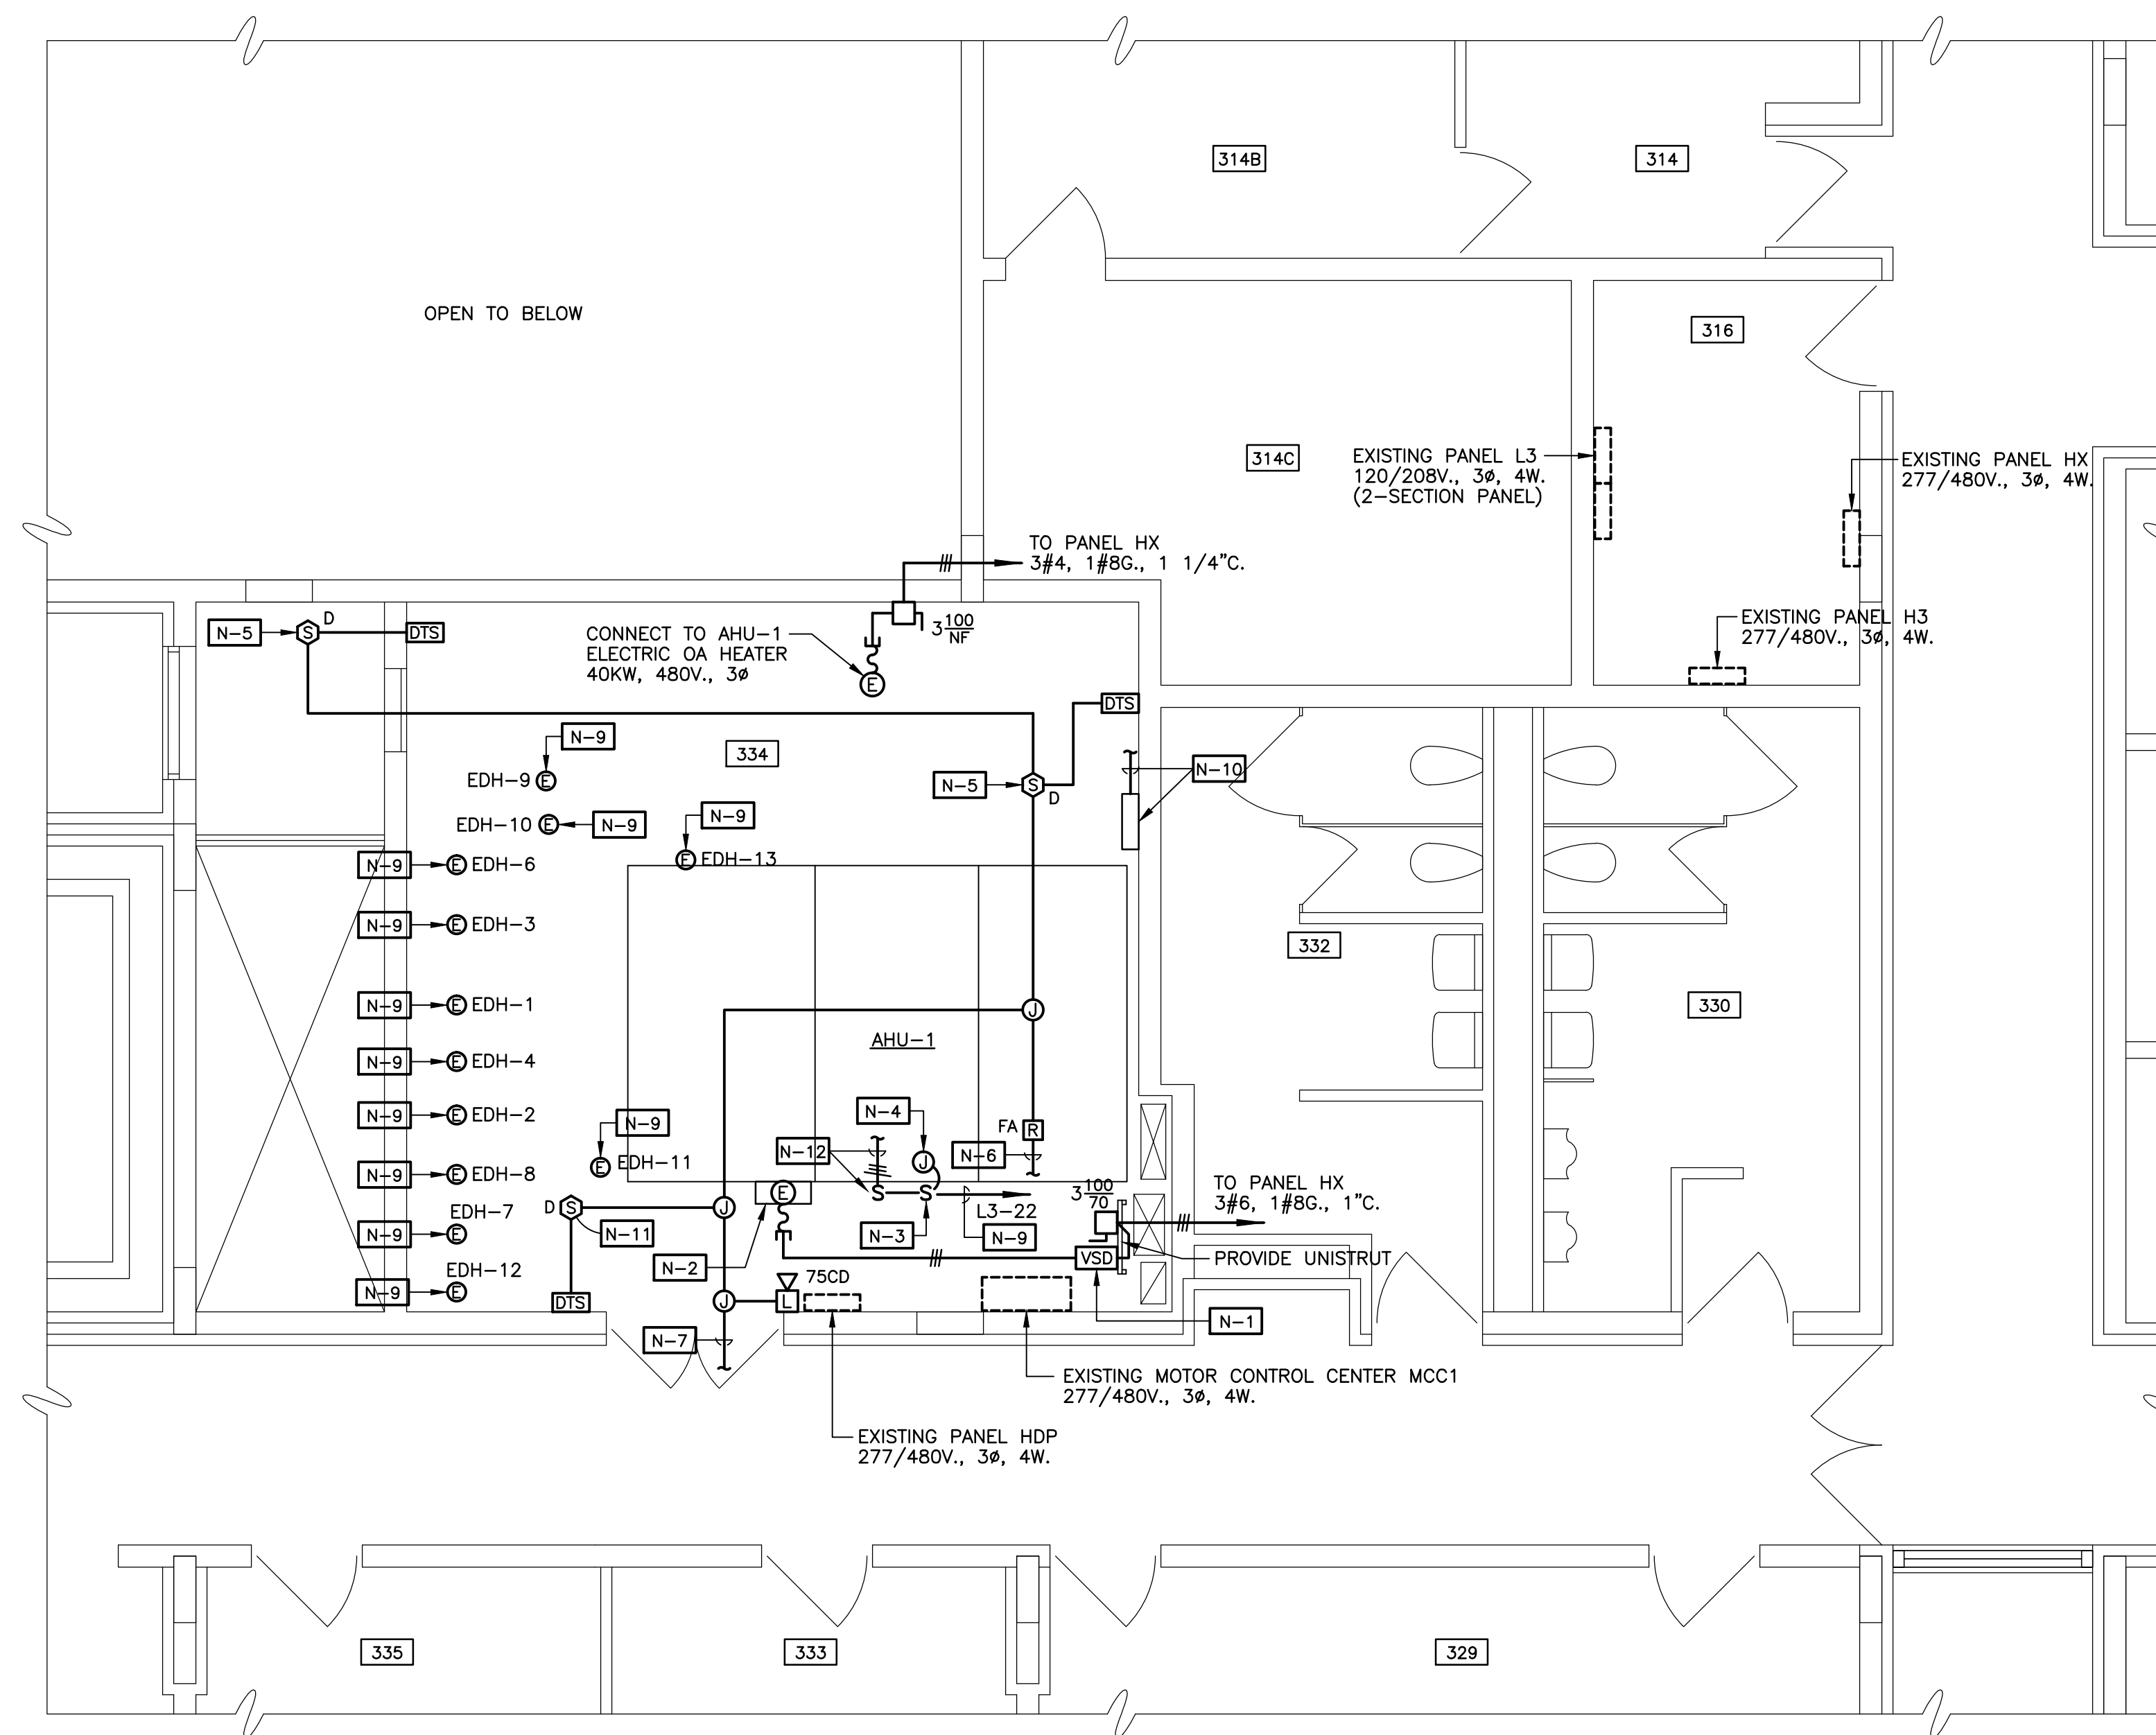 314B
314
OPEN TO BELOW
316
314C
EXISTING PANEL L3
120/208V., 3ø, 4W.
(2-SECTION PANEL)
EXISTING PANEL HX
277/480V., 3ø, 4W.
TO PANEL HX
3#4, 1#8G., 1 1/4"C.
N-5
S
D
DTS
CONNECT TO AHU-1
ELECTRIC OA HEATER
40KW, 480V., 3ø
E
3 100
NF
EXISTING PANEL H3
277/480V., 3ø, 4W.
DTS
N-9
334
EDH-9 E
N-5
S
D
N-10
EDH-10 E
N-9
N-9
E EDH-13
N-9
E EDH-6
N-9
E EDH-3
332
N-9
E EDH-1
J
330
AHU-1
N-9
E EDH-4
N-9
E EDH-2
N-9
N-4
FA R
N-12
J
N-6
E EDH-11
N-9
E EDH-8
E
S
S
L3-22
3 100
70
TO PANEL HX
3#6, 1#8G., 1"C.
D S
J
N-11
EDH-7
N-9
E
N-3
N-9
N-2
VSD
PROVIDE UNISTRUT
EDH-12
N-9
E
DTS
J
L
75CD
N-1
N-7
EXISTING MOTOR CONTROL CENTER MCC1
277/480V., 3ø, 4W.
EXISTING PANEL HDP
277/480V., 3ø, 4W.
335
333
329